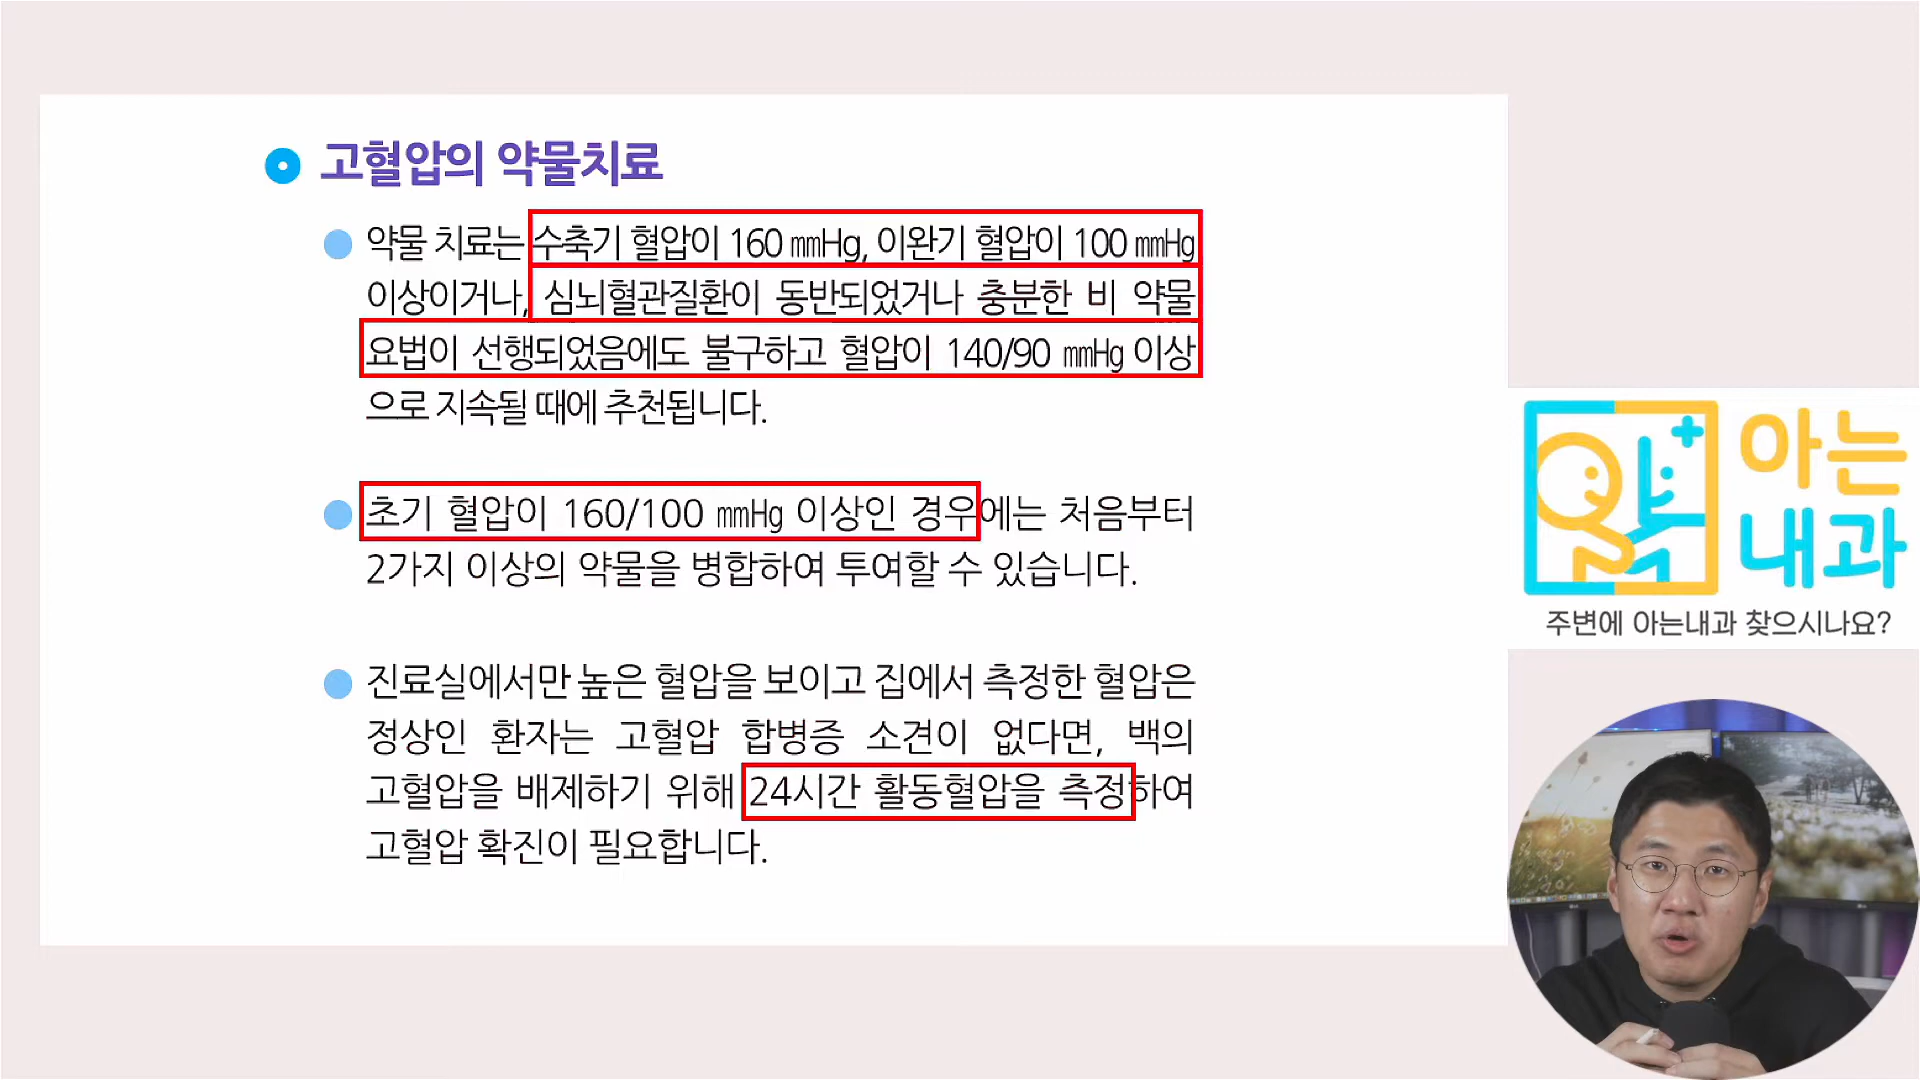 고혈압의 약물치료
약물 치료는 수축기 혈압이 160 ㎜Hg, 이완기 혈압이 100 ㎜Hg
이상이거나, 심뇌혈관질환이 동반되었거나 충분한 비 약물
요법이 선행되었음에도 불구하고 혈압이 140/90 ㎜Hg 이상
으로 지속될 때에 추천됩니다.
초기 혈압이 160/100 ㎜Hg 이상인 경우에는 처음부터
2가지 이상의 약물을 병합하여 투여할 수 있습니다.
진료실에서만 높은 혈압을 보이고 집에서 측정한 혈압은
정상인 환자는 고혈압 합병증 소견이 없다면, 백의
고혈압을 배제하기 위해 24시간 활동혈압을 측정하여
고혈압 확진이 필요합니다.
아는
내과
주변에 아는내과 찾으시나요?